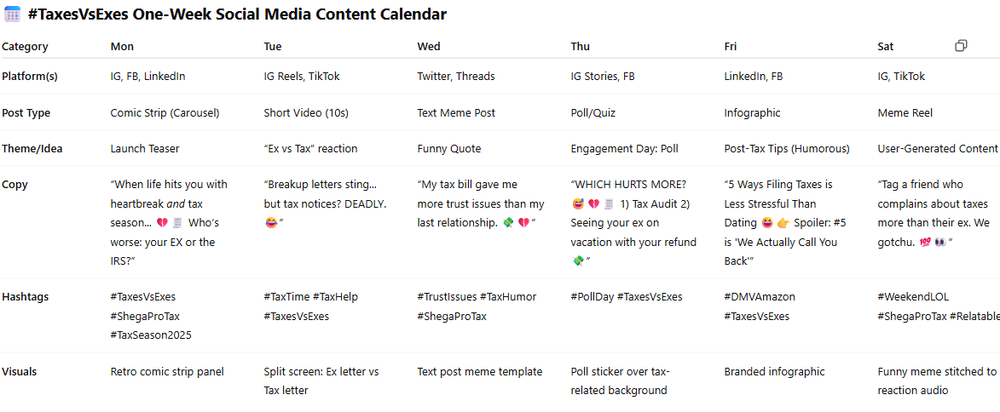 📅 #TaxesVsExes One-Week Social Media Content Calendar
Category Mon Tue Wed Thu Fri Sat
Platform(s) IG, FB, LinkedIn IG Reels, TikTok Twitter, Threads IG Stories, FB LinkedIn, FB IG, TikTok
Post Type Comic Strip (Carousel) Short Video (10s) Text Meme Post Poll/Quiz Infographic Meme Reel
Theme/Idea Launch Teaser “Ex vs Tax” reaction Funny Quote Engagement Day: Poll Post-Tax Tips (Humorous) User-Generated Content
Copy “When life hits you with “Breakup letters sting... “My tax bill gave me “WHICH HURTS MORE? “5 Ways Filing Taxes is “Tag a friend who
heartbreak and tax but tax notices? DEADLY. more trust issues than my 😅 💔 🧾 1) Tax Audit 2) Less Stressful Than complains about taxes
season... 💔 🧾 Who’s 😂” last relationship. 💸 💔” Seeing your ex on Dating 😆 👉 Spoiler: #5 more than their ex. We
worse: your EX or the vacation with your refund is 'We Actually Call You gotchu. 💯 👀”
IRS?” 💸” Back'”
Hashtags #TaxesVsExes #TaxTime #TaxHelp #TrustIssues #TaxHumor #PollDay #TaxesVsExes #DMVAmazon #WeekendLOL
#ShegaProTax #TaxesVsExes #ShegaProTax #TaxesVsExes #ShegaProTax #Relatable
#TaxSeason2025
Visuals Retro comic strip panel Split screen: Ex letter vs Text post meme template Poll sticker over tax- Branded infographic Funny meme stitched to
Tax letter related background reaction audio